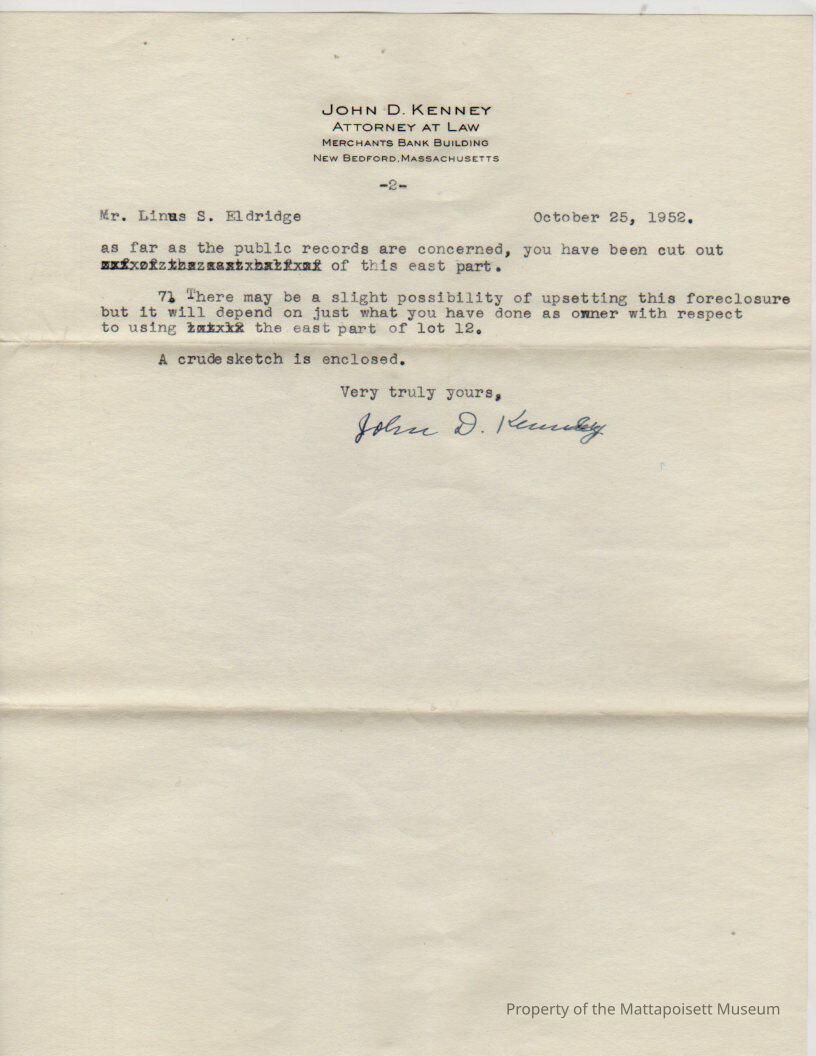 JOHN D. KENNEY
ATTORNEY AT LAW
MERCHANTS BANK BUILDING
NEW BEDFORD, MASSACHUSETTS
-2-
Mr. Linus S. Eldridge October 25, 1952.
as far as the public records are concerned, you have been cut out
of this east part.
7. There may be a slight possibility of upsetting this foreclosure
but it will depend on just what you have done as owner with respect
to using the east part of lot 12.
A crude sketch is enclosed.
Very truly yours,
John D. Kenney
Property of the Mattapoisett Museum